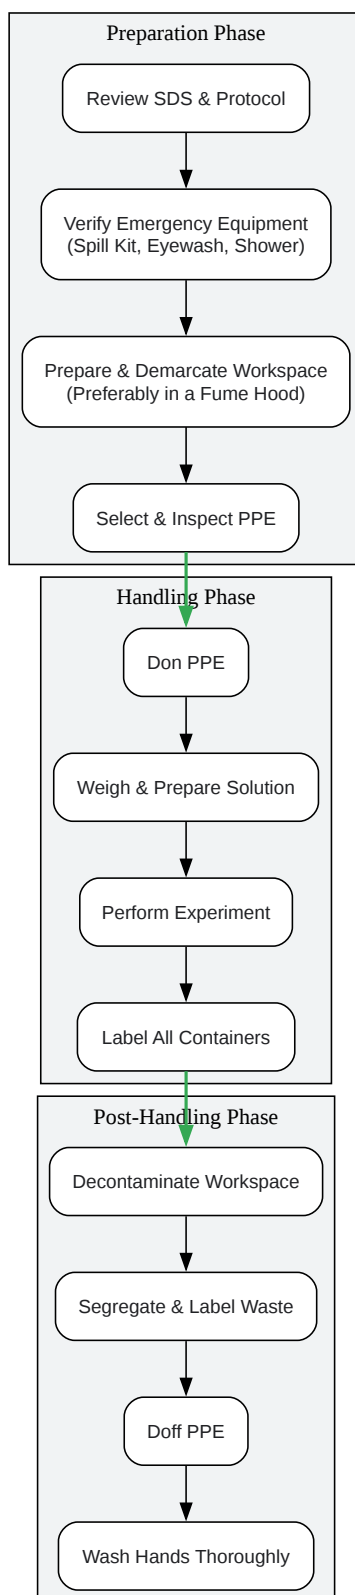 Preparation Phase
Review SDS & Protocol
Verify Emergency Equipment
(Spill Kit, Eyewash, Shower)
Prepare & Demarcate Workspace
(Preferably in a Fume Hood)
Select & Inspect PPE
Handling Phase
Don PPE
Weigh & Prepare Solution
Perform Experiment
Label All Containers
Post-Handling Phase
Decontaminate Workspace
Segregate & Label Waste
Doff PPE
Wash Hands Thoroughly